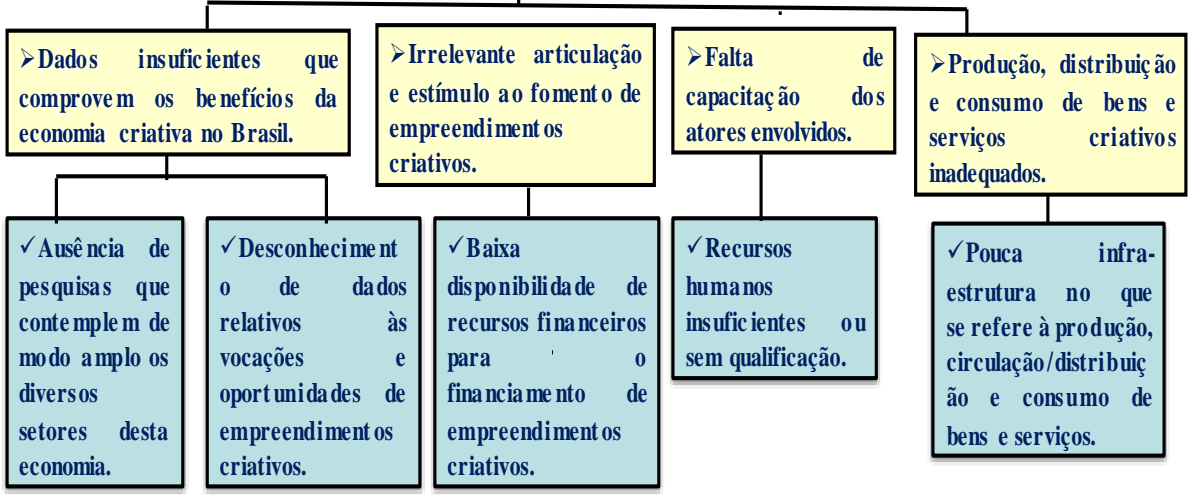 ➢Dados insuficientes que
comprovem os benefícios da
economia criativa no Brasil.
➢Irrelevante articulação
e estímulo ao fomento de
empreendimentos
criativos.
➢Falta de
capacitação dos
atores envolvidos.
➢Produção, distribuição
e consumo de bens e
serviços criativos
inadequados.
✓Ausência de
pesquisas que
contemplem de
modo amplo os
diversos
setores desta
economia.
✓Desconheciment
o de dados
relativos às
vocações e
oportunidades de
empreendimentos
criativos.
✓Baixa
disponibilidade de
recursos financeiros
para o
financiamento de
empreendimentos
criativos.
✓Recursos
humanos
insuficientes ou
sem qualificação.
✓Pouca infra-
estrutura no que
se refere à produção,
circulação/distribuiç
ão e consumo de
bens e serviços.